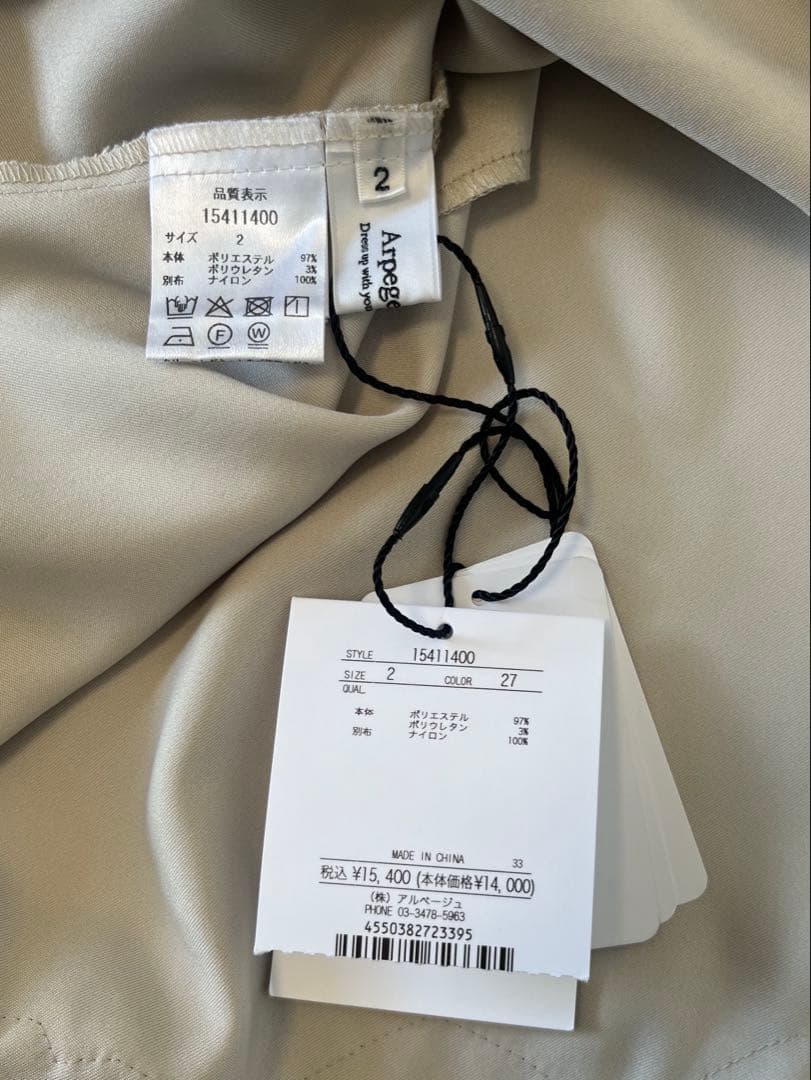 品質表示
15411400
サイズ 2
本体 ポリエステル 97%
ポリウレタン 3%
別布 ナイロン 100%
F W
2
Arpege
Dress up with you
STYLE 15411400
SIZE 2 COLOR 27
QUAL
本体 ポリエステル 97%
ポリウレタン 3%
別布 ナイロン 100%
MADE IN CHINA 33
税込 ¥15,400 (本体価格¥14,000)
(株) アルページュ
PHONE 03-3478-5963
4550382723395